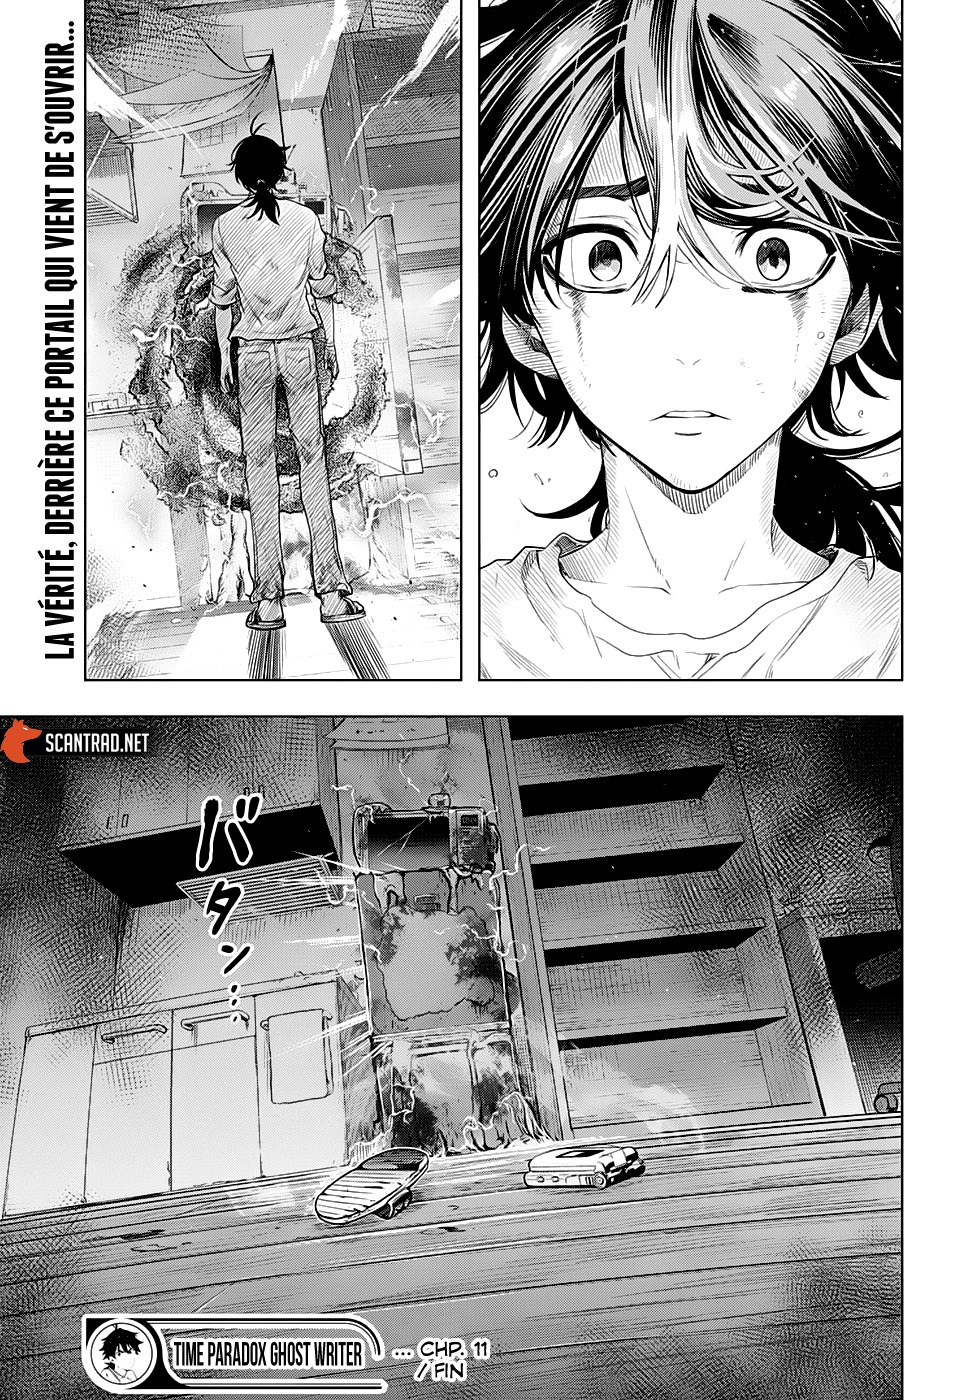 LA VÉRITÉ, DERRIÈRE CE PORTAIL QUI VIENT DE S'OUVRIR...
SCANTRAD.NET
バタン…
TIME PARADOX GHOST WRITER
... CHP. 11
/ FIN